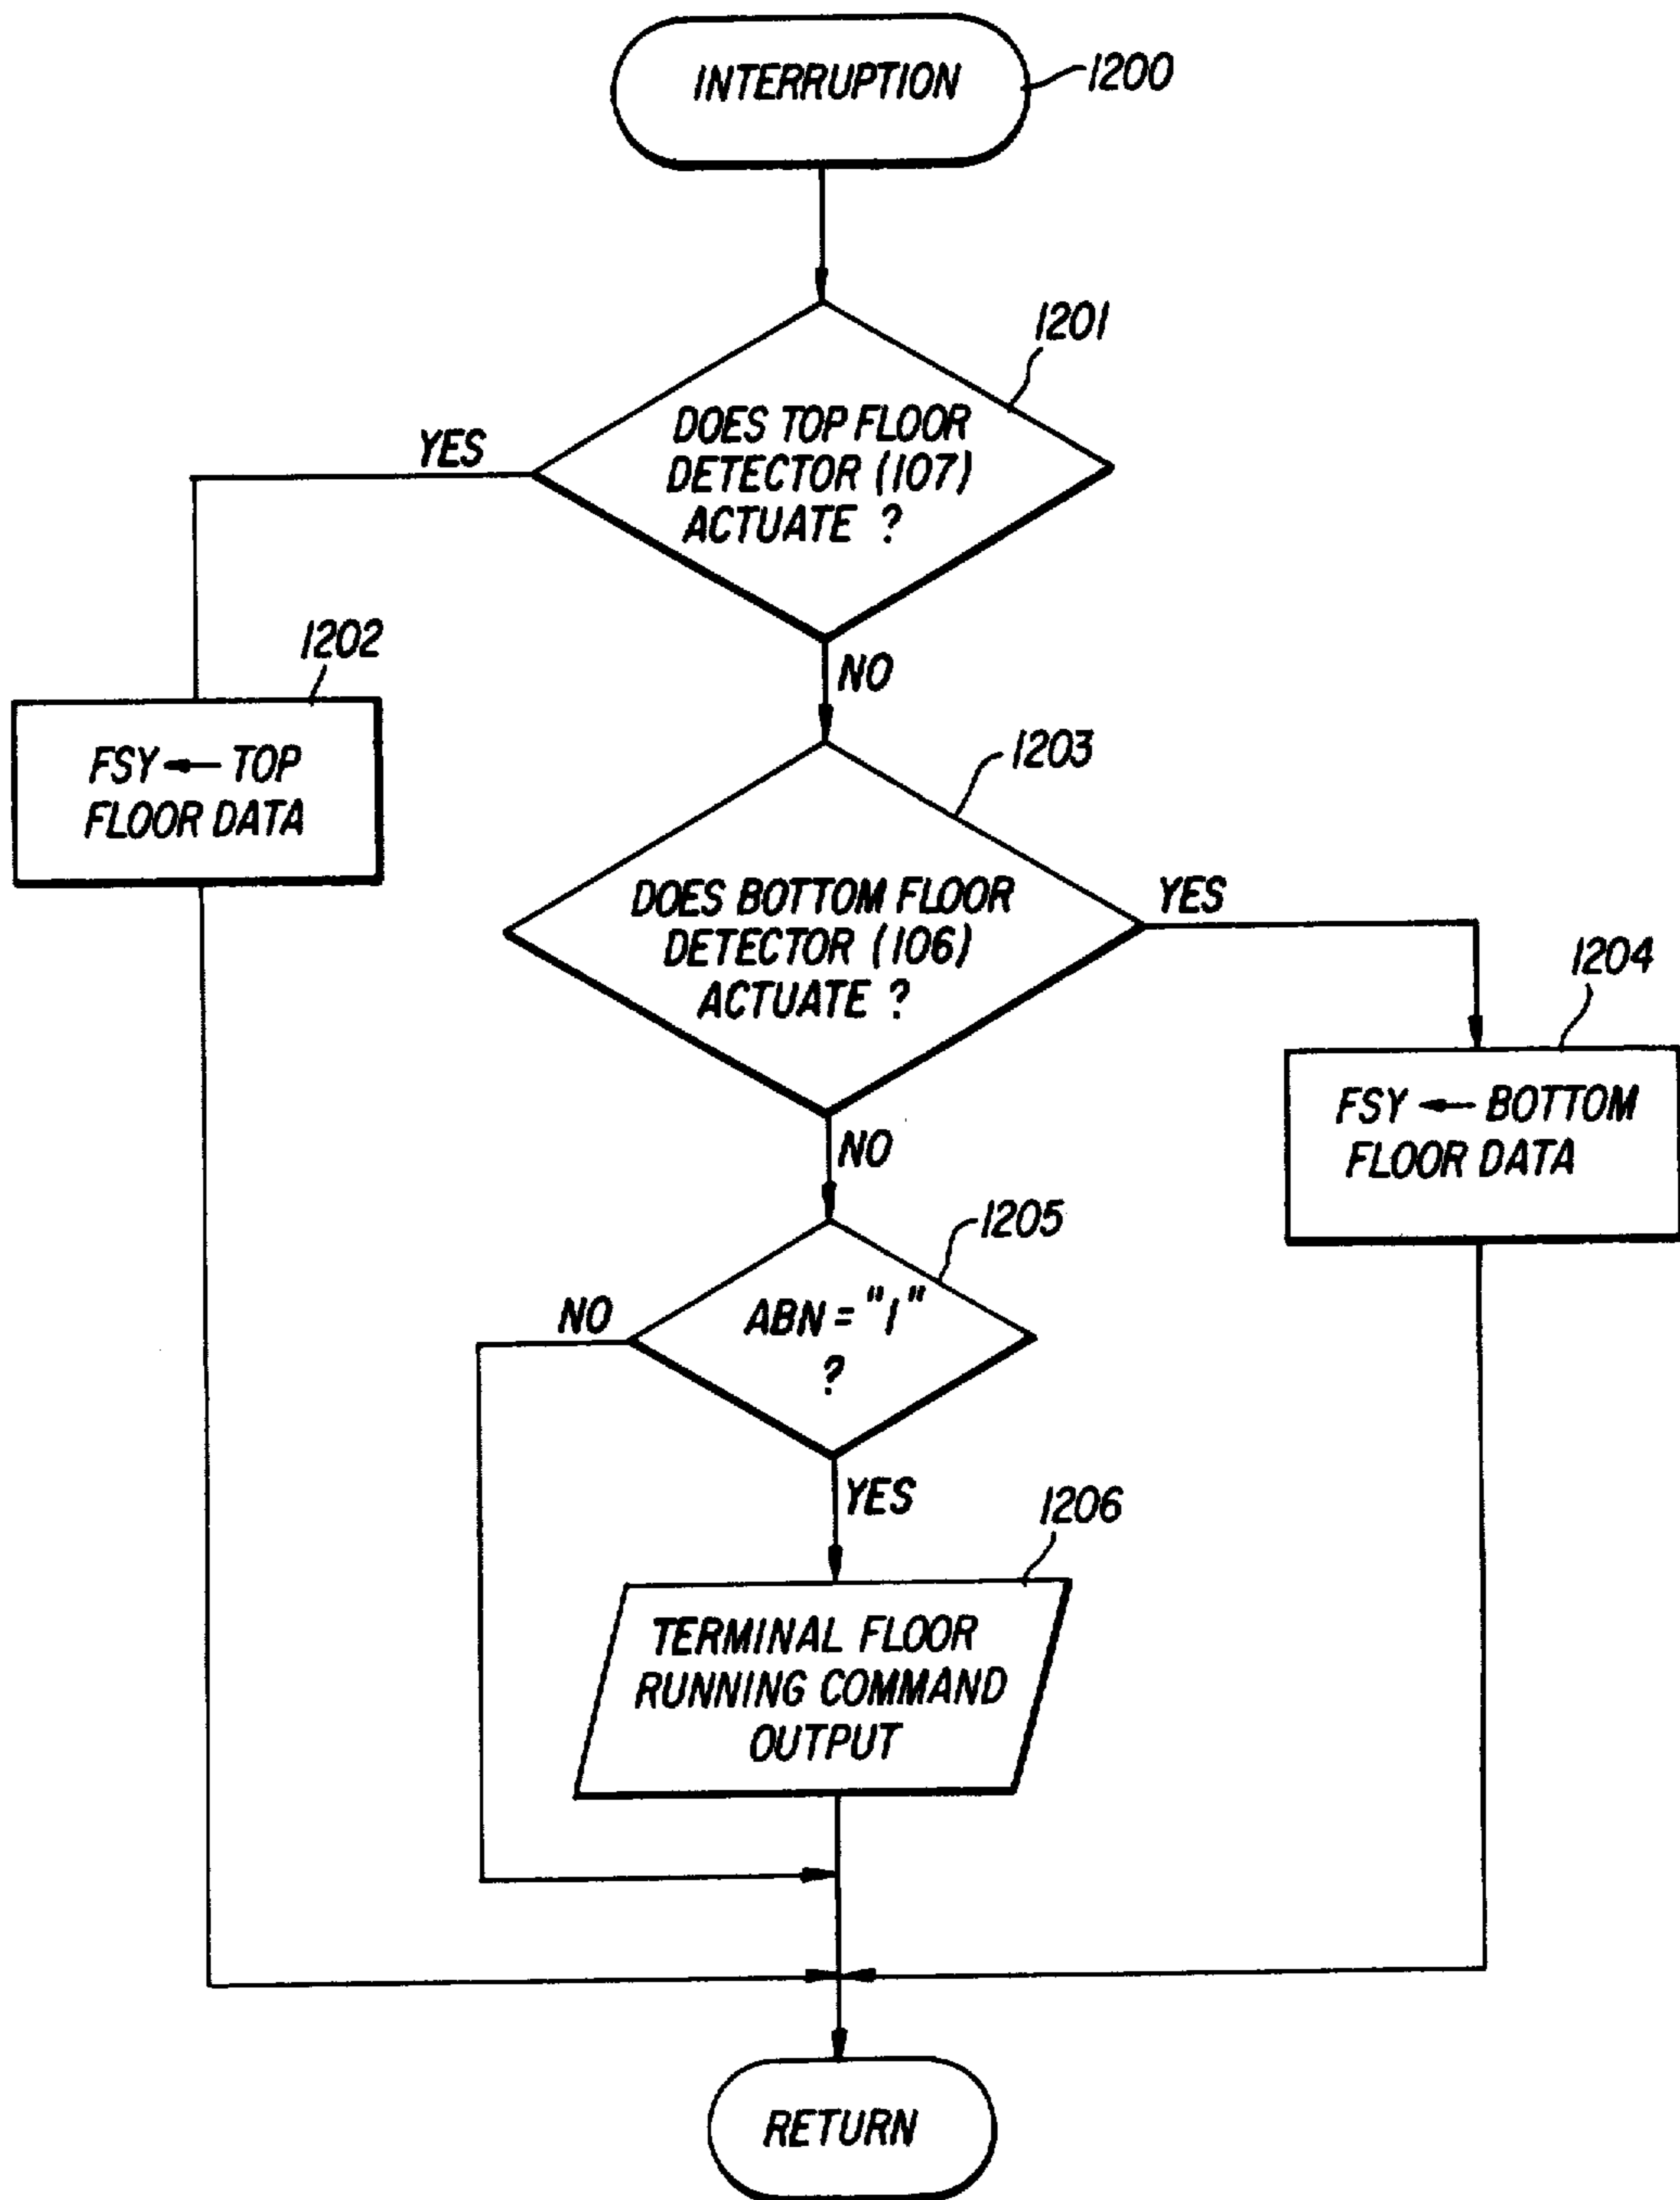 INTERRUPTION
1200
1201
DOES TOP FLOOR
DETECTOR (107)
ACTUATE ?
YES
NO
1202
FSY ← TOP
FLOOR DATA
1203
DOES BOTTOM FLOOR
DETECTOR (106)
ACTUATE ?
YES
NO
1204
FSY ← BOTTOM
FLOOR DATA
1205
ABN = "1"
?
NO
YES
1206
TERMINAL FLOOR
RUNNING COMMAND
OUTPUT
RETURN